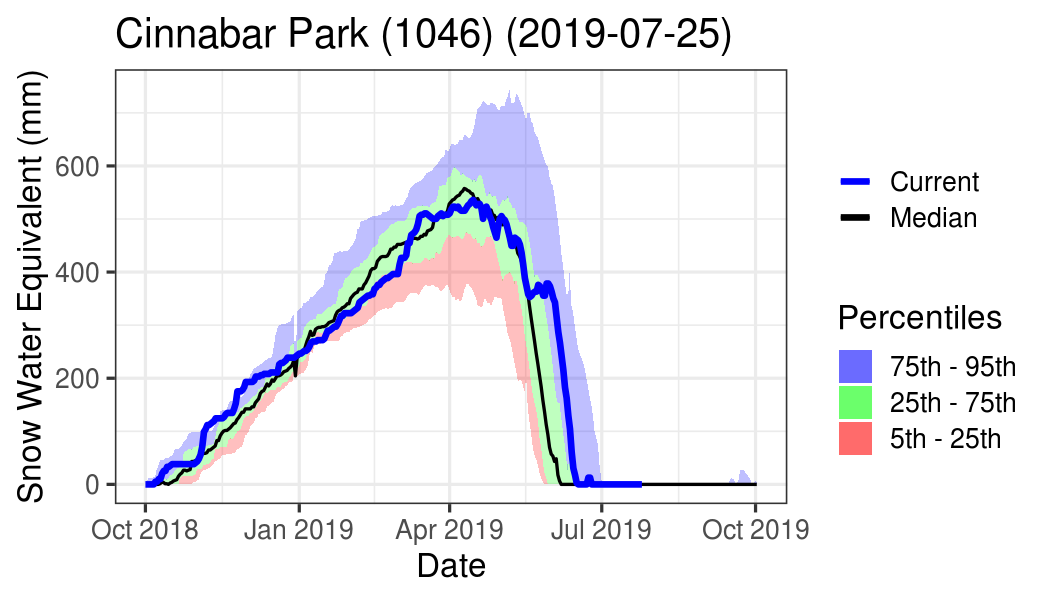 Cinnabar Park (1046) (2019-07-25)
Snow Water Equivalent (mm)
600
400
200
0
Oct 2018 Jan 2019 Apr 2019 Jul 2019 Oct 2019
Date
Current
Median
Percentiles
75th - 95th
25th - 75th
5th - 25th